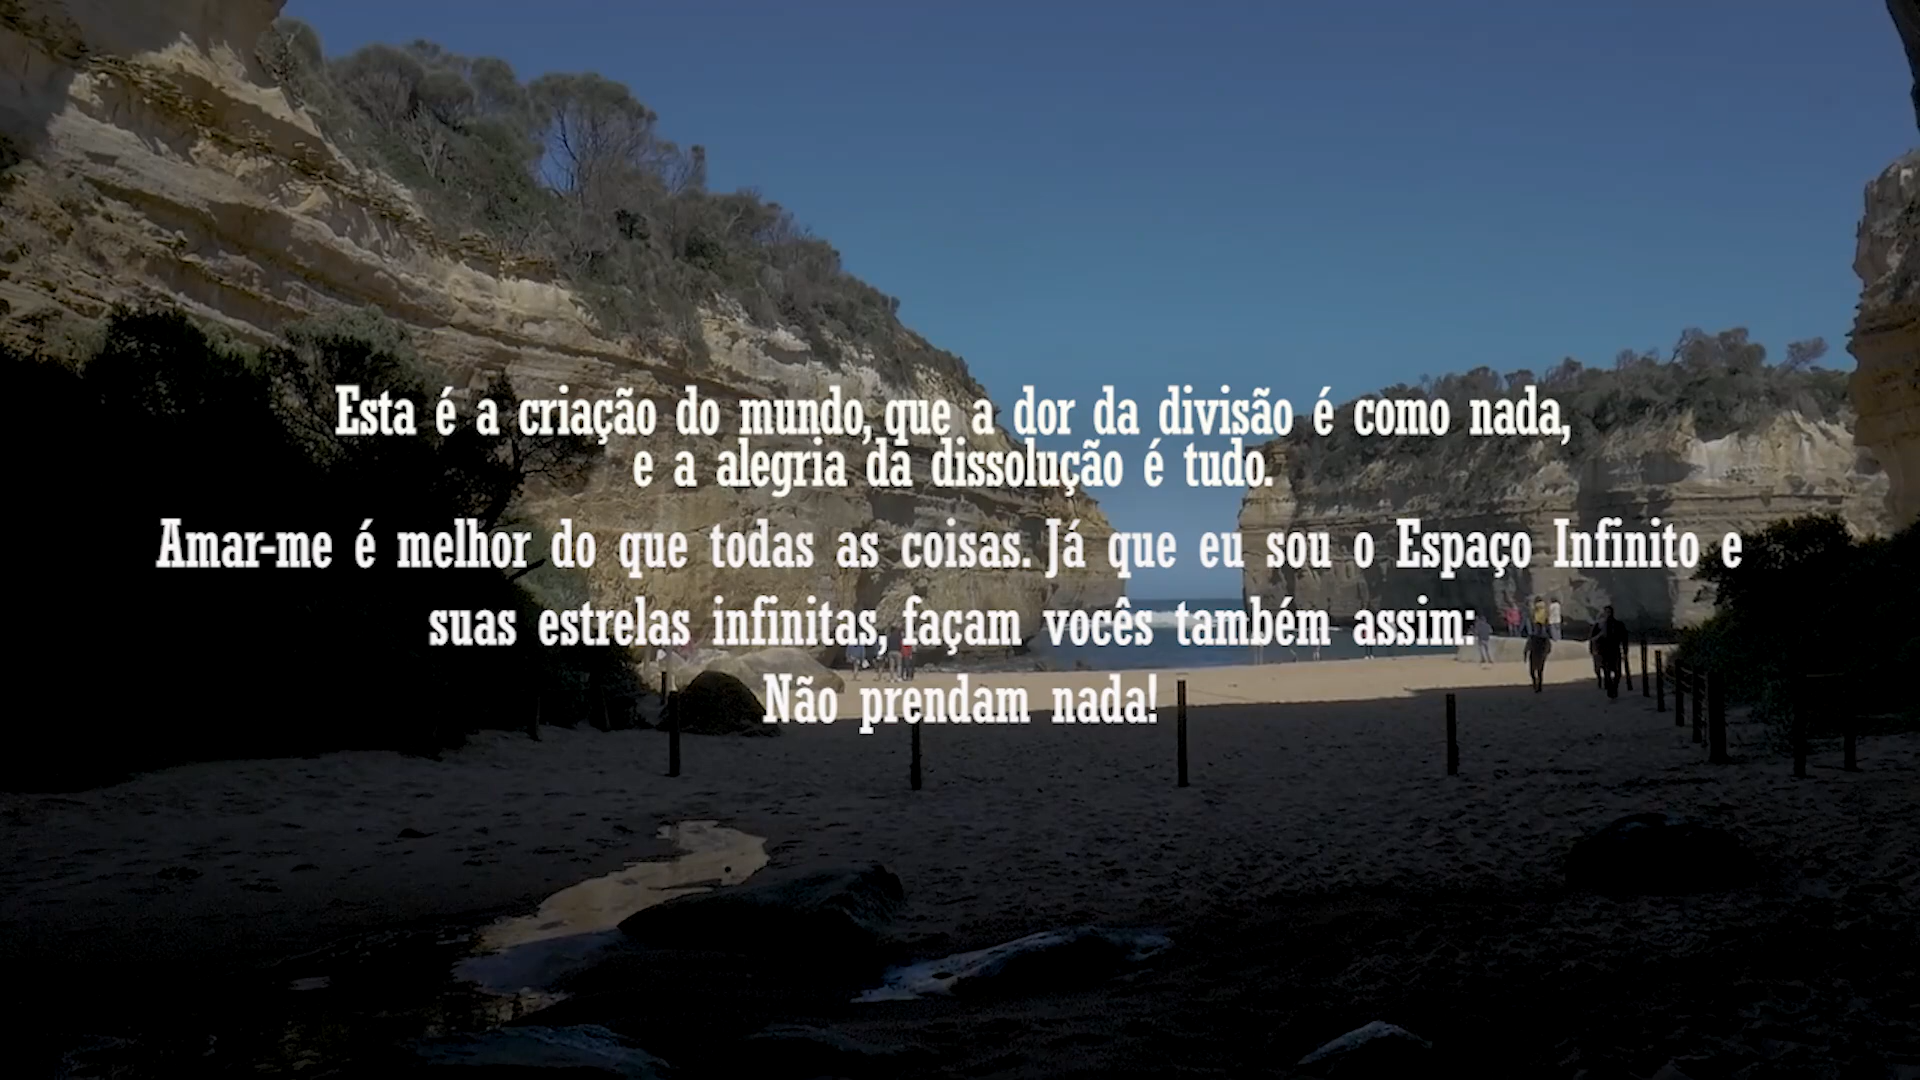 Esta é a criação do mundo, que a dor da divisão é como nada,
e a alegria da dissolução é tudo.
Amar-me é melhor do que todas as coisas. Já que eu sou o Espaço Infinito e
suas estrelas infinitas, façam vocês também assim:
Não prendam nada!